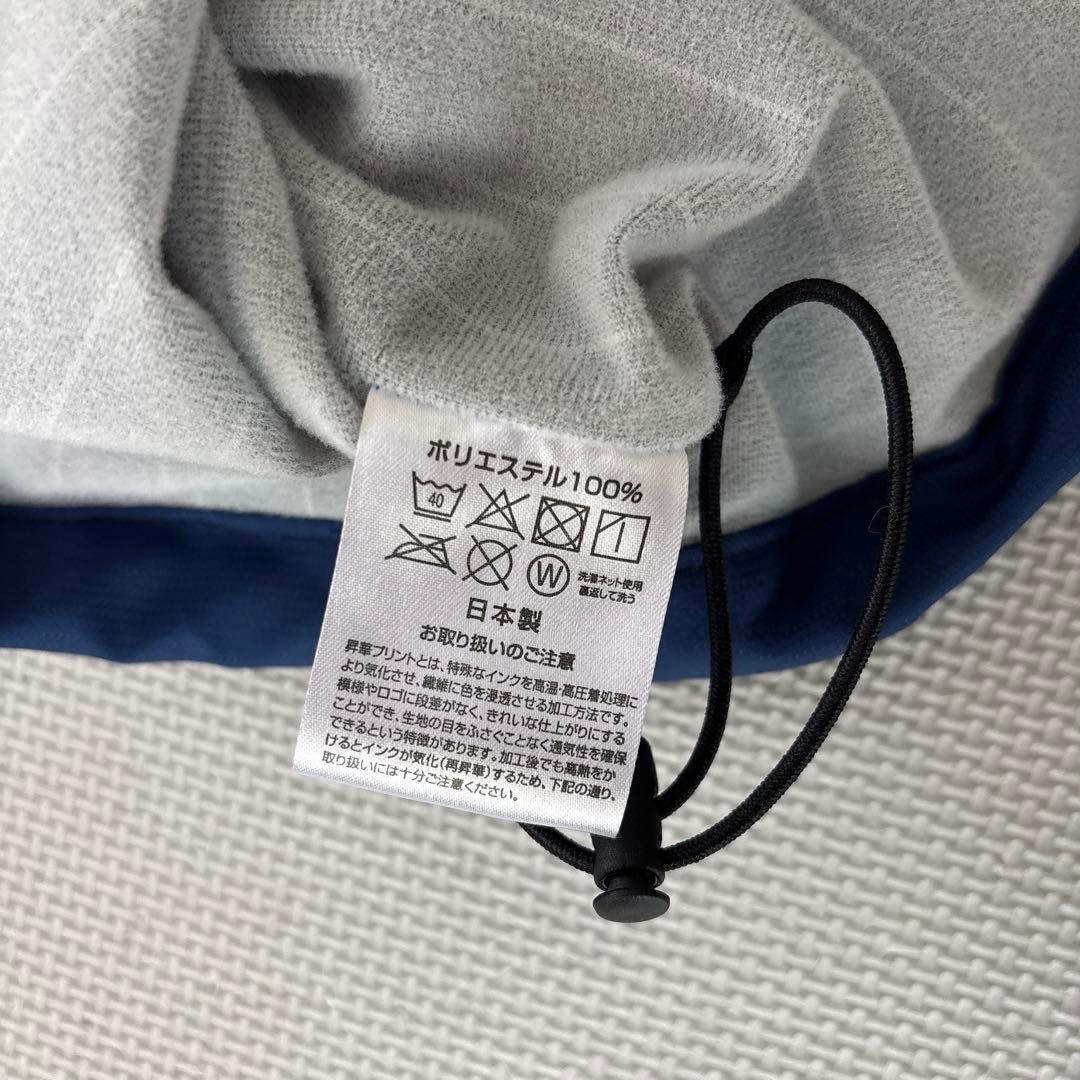 ポリエステル100%
40
W
洗濯ネット使用
裏返して洗う
日本製
お取り扱いのご注意
昇華プリントとは、特殊なインクを高温・高圧着処理に
より気化させ、繊維に色を浸透させる加工方法です。
模様やロゴに段差がなく、きれいな仕上がりにする
ことができ、生地の目をふさぐことなく通気性を確保
できるという特徴があります。加工後でも高熱をか
けるとインクが気化(再昇華)するため、下記の通り、
取り扱いには十分ご注意ください。